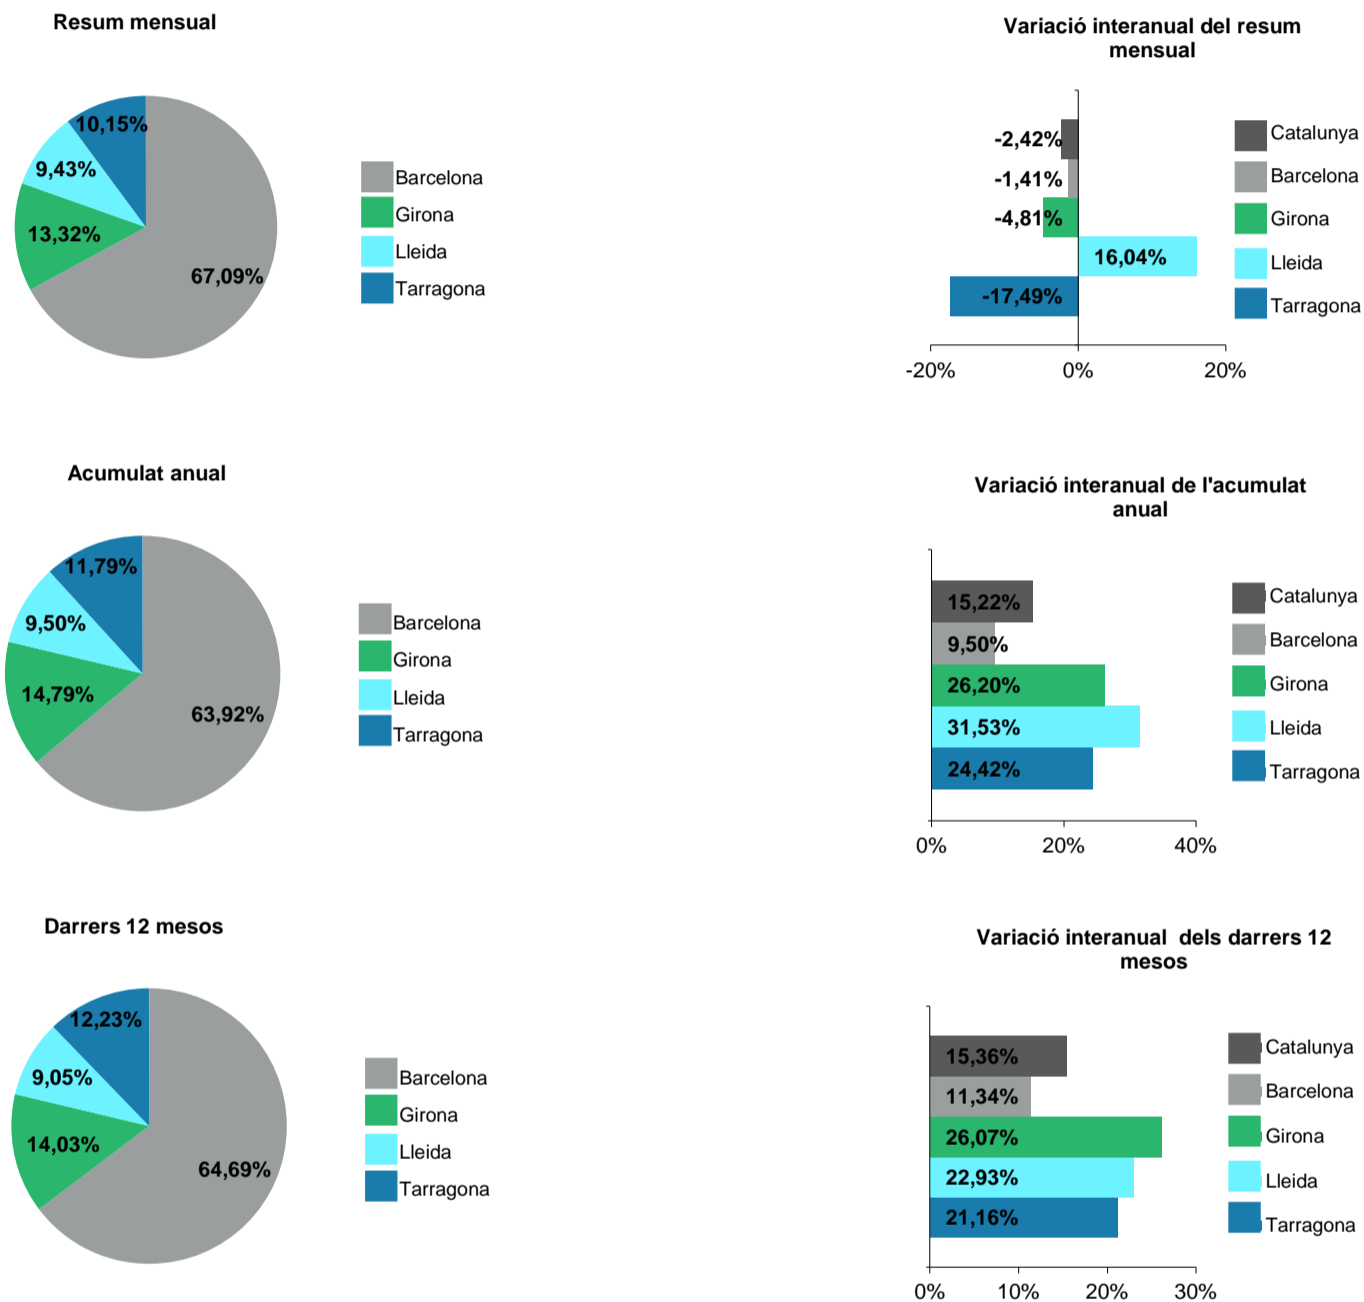 Resum mensual
10,15%
9,43%
13,32%
67,09%
Barcelona
Girona
Lleida
Tarragona
Variació interanual del resum
mensual
-2,42%
-1,41%
-4,81%
16,04%
-17,49%
-20%
0%
20%
Catalunya
Barcelona
Girona
Lleida
Tarragona
Acumulat anual
11,79%
9,50%
14,79%
63,92%
Barcelona
Girona
Lleida
Tarragona
Variació interanual de l'acumulat
anual
15,22%
9,50%
26,20%
31,53%
24,42%
0%
20%
40%
Catalunya
Barcelona
Girona
Lleida
Tarragona
Darrers 12 mesos
12,23%
9,05%
14,03%
64,69%
Barcelona
Girona
Lleida
Tarragona
Variació interanual  dels darrers 12
mesos
15,36%
11,34%
26,07%
22,93%
21,16%
0%
10%
20%
30%
Catalunya
Barcelona
Girona
Lleida
Tarragona